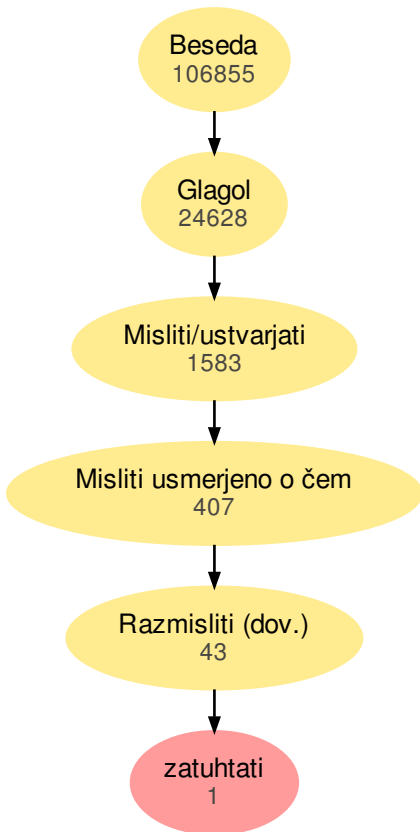 Beseda
106855
Glagol
24628
Misliti/ustvarjati
1583
Misliti usmerjeno o čem
407
Razmisliti (dov.)
43
zatuhtati
1